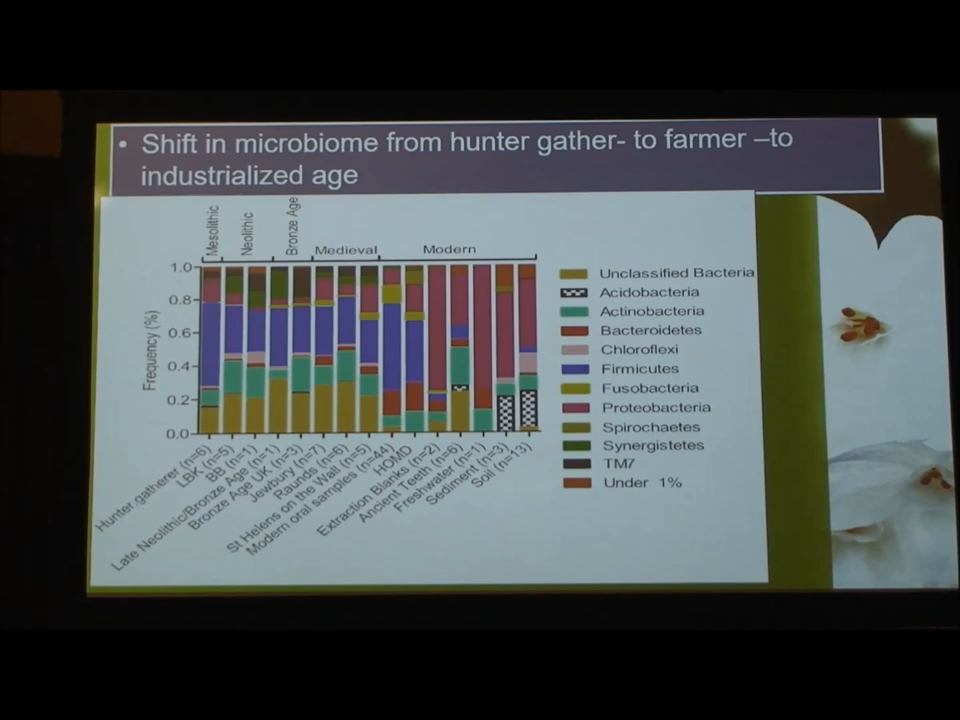 • Shift in microbiome from hunter gather- to farmer –to
industrialized age
Mesolithic
Neolithic
Bronze Age
Medieval
Modern
Frequency (%)
1.0
0.8
0.6
0.4
0.2
0.0
Hunter.gatherer (n=6)
LBK (n=5)
BB (n=1)
Late Neolithic/Bronze Age (n=1)
Bronze Age UK (n=3)
Jewbury (n=7)
Raunds (n=6)
St Helens on the Wall (n=5)
Modern oral samples (n=44)
HOMD
Extraction Blanks (n=2)
Ancient Teeth (n=6)
Freshwater (n=1)
Sediment (n=3)
Soil (n=13)
Unclassified Bacteria
Acidobacteria
Actinobacteria
Bacteroidetes
Chloroflexi
Firmicutes
Fusobacteria
Proteobacteria
Spirochaetes
Synergistetes
TM7
Under 1%